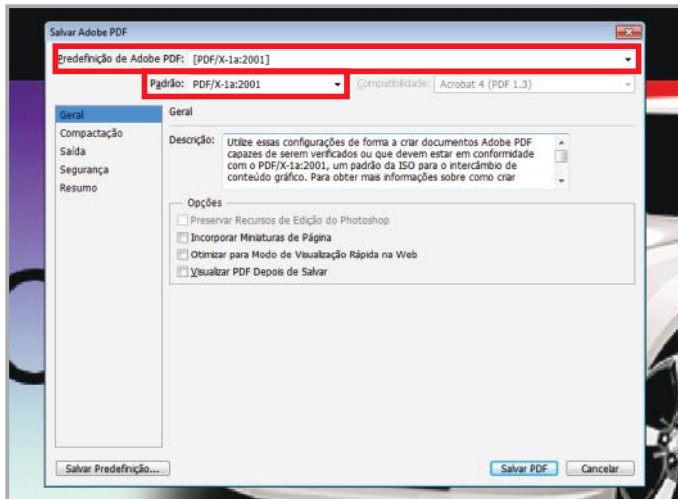 Salvar Adobe PDF
Predefinição de Adobe PDF: [PDF/X-1a:2001]
Padrão: PDF/X-1a:2001 Compatibilidade: Acrobat 4 (PDF 1.3)
Geral
Compactação
Saída
Segurança
Resumo
Geral
Descrição: Utilize essas configurações de forma a criar documentos Adobe PDF
capazes de serem verificados ou que devem estar em conformidade
com o PDF/X-1a:2001, um padrão da ISO para o intercâmbio de
conteúdo gráfico. Para obter mais informações sobre como criar
Opções
Preservar Recursos de Edição do Photoshop
Incorporar Miniaturas de Página
Otimizar para Modo de Visualização Rápida na Web
Visualizar PDF Depois de Salvar
Salvar Predefinição... Salvar PDF Cancelar